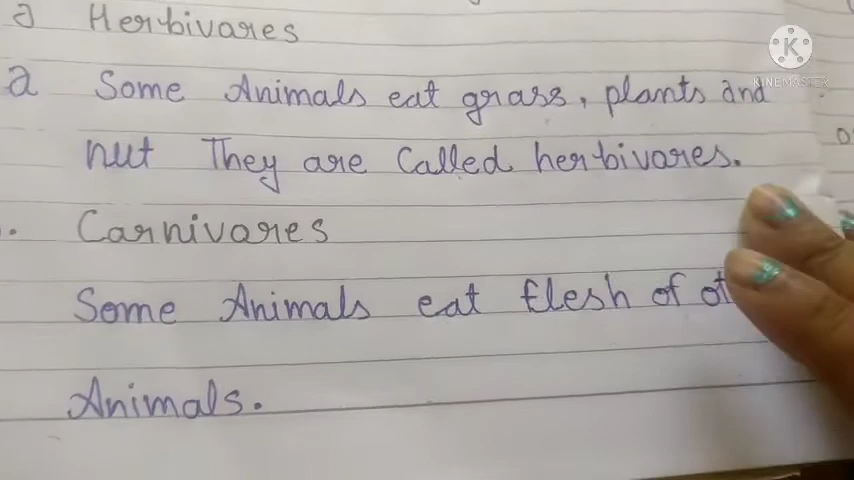 a Herbivares
K
KINEMASTER
a Some Animals eat grass, plants and
nut They are Called herbivares.
. Carnivares
Some Animals eat flesh of ot
Animals.